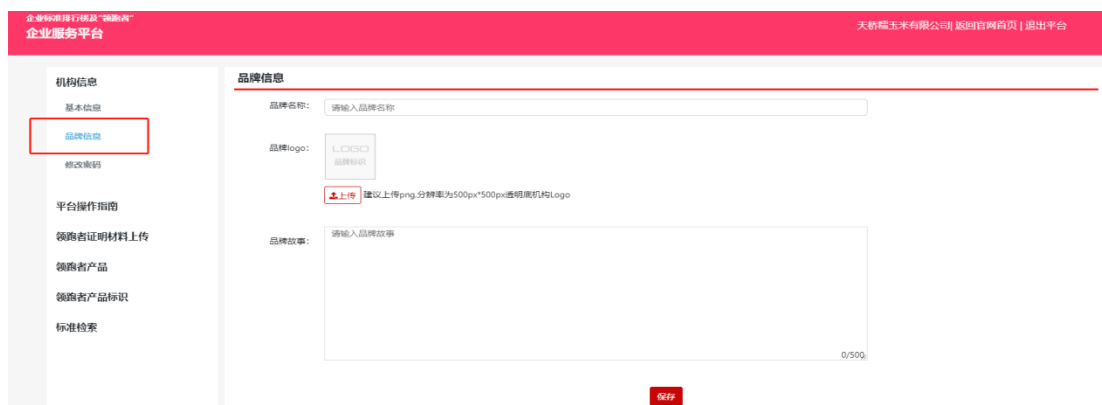 企业标准排行榜及“领跑者”
企业服务平台
天桥糯玉米有限公司| 返回官网首页 | 退出平台
机构信息
基本信息
品牌信息
修改密码
平台操作指南
领跑者证明材料上传
领跑者产品
领跑者产品标识
标准检索
品牌信息
品牌名称：
请输入品牌名称
品牌logo：
LOGO
品牌标识
上传 建议上传png,分辨率为500px*500px透明底机构Logo
品牌故事：
请输入品牌故事
0/500
保存